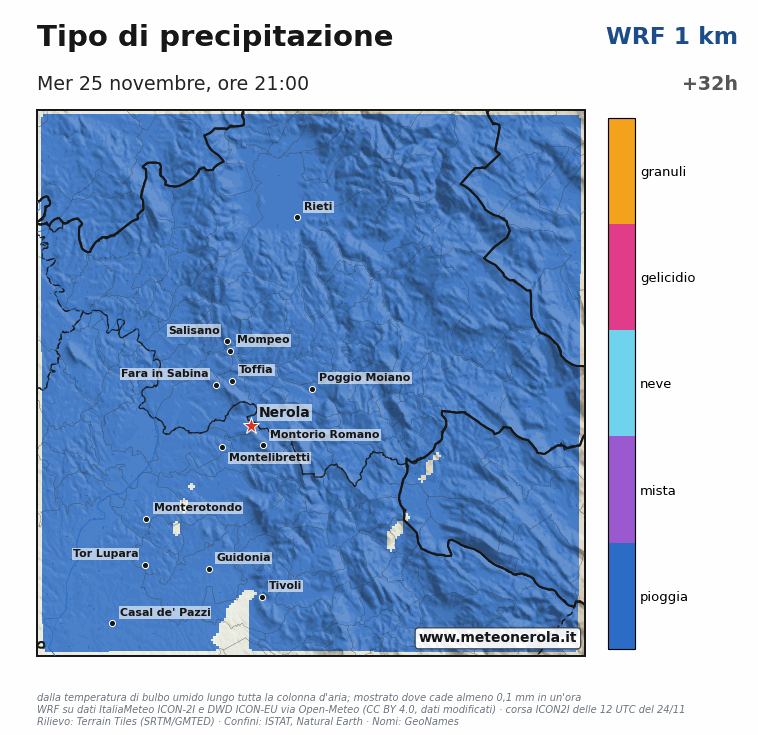 Tipo di precipitazione
WRF 1 km
Mer 25 novembre, ore 21:00
+32h
granuli
gelicidio
neve
mista
pioggia
Rieti
Salisano
Mompeo
Fara in Sabina
Toffia
Poggio Moiano
Nerola
Montorio Romano
Montelibretti
Monterotondo
Tor Lupara
Guidonia
Tivoli
Casal de' Pazzi
www.meteonerola.it
dalla temperatura di bulbo umido lungo tutta la colonna d'aria; mostrato dove cade almeno 0,1 mm in un'ora
WRF su dati ItaliaMeteo ICON-2I e DWD ICON-EU via Open-Meteo (CC BY 4.0, dati modificati) · corsa ICON2I delle 12 UTC del 24/11
Rilievo: Terrain Tiles (SRTM/GMTED) · Confini: ISTAT, Natural Earth · Nomi: GeoNames